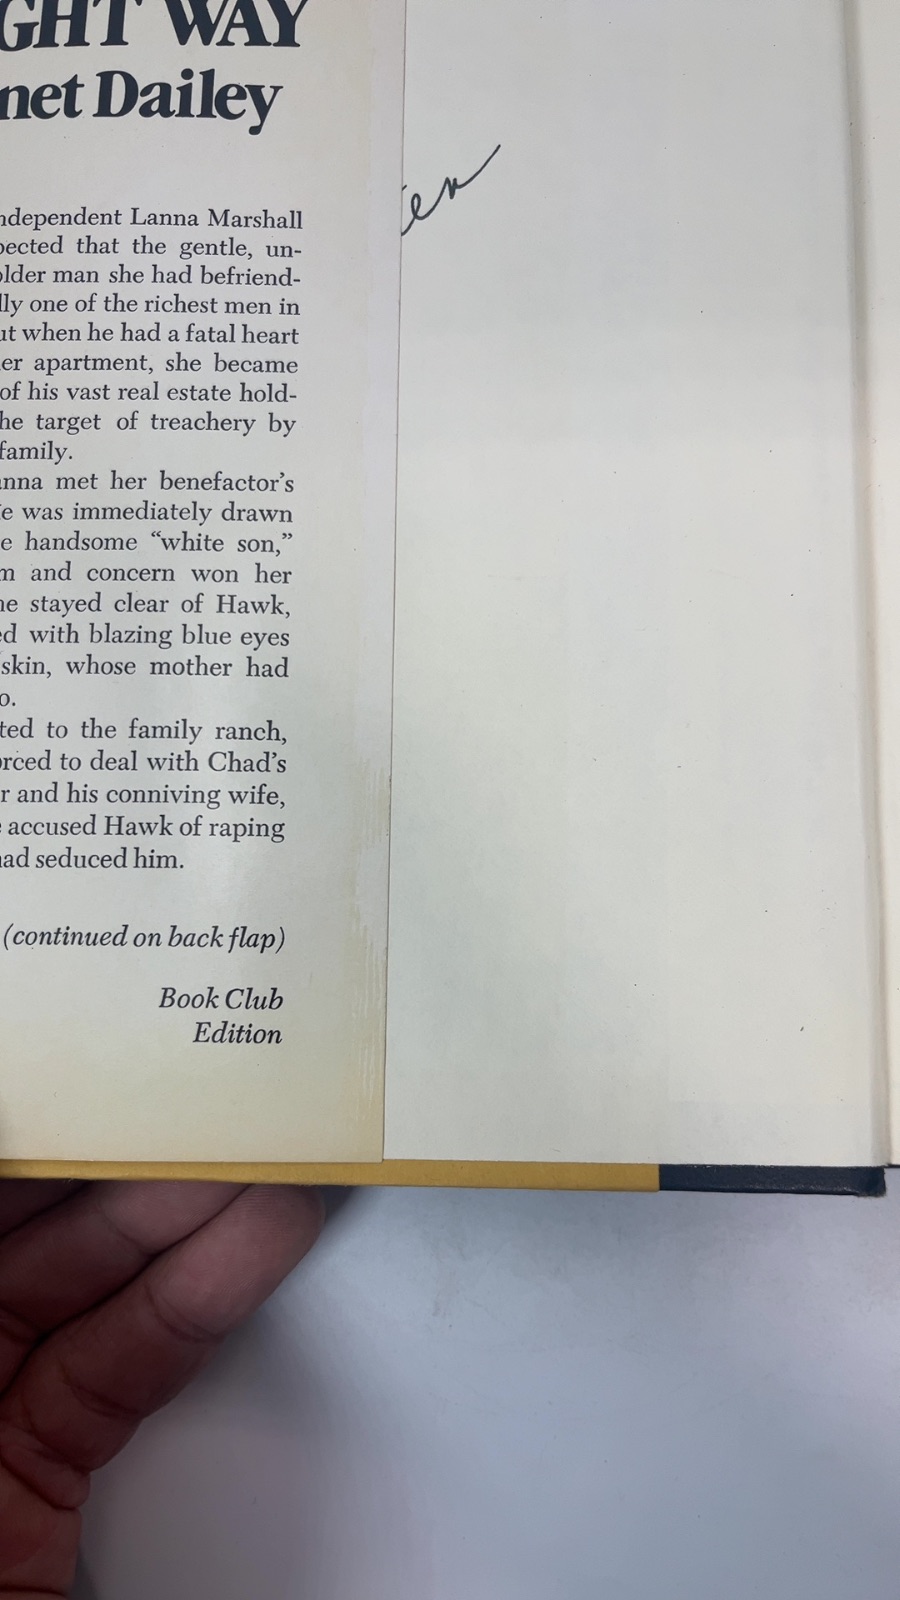 GHT WAY
net Dailey
ndependent Lanna Marshall
pected that the gentle, un-
older man she had befriend-
lly one of the richest men in
ut when he had a fatal heart
er apartment, she became
of his vast real estate hold-
he target of treachery by
family.
anna met her benefactor's
e was immediately drawn
e handsome "white son,"
m and concern won her
he stayed clear of Hawk,
ed with blazing blue eyes
skin, whose mother had
o.
ted to the family ranch,
orced to deal with Chad's
r and his conniving wife,
e accused Hawk of raping
had seduced him.
(continued on back flap)
Book Club
Edition
en